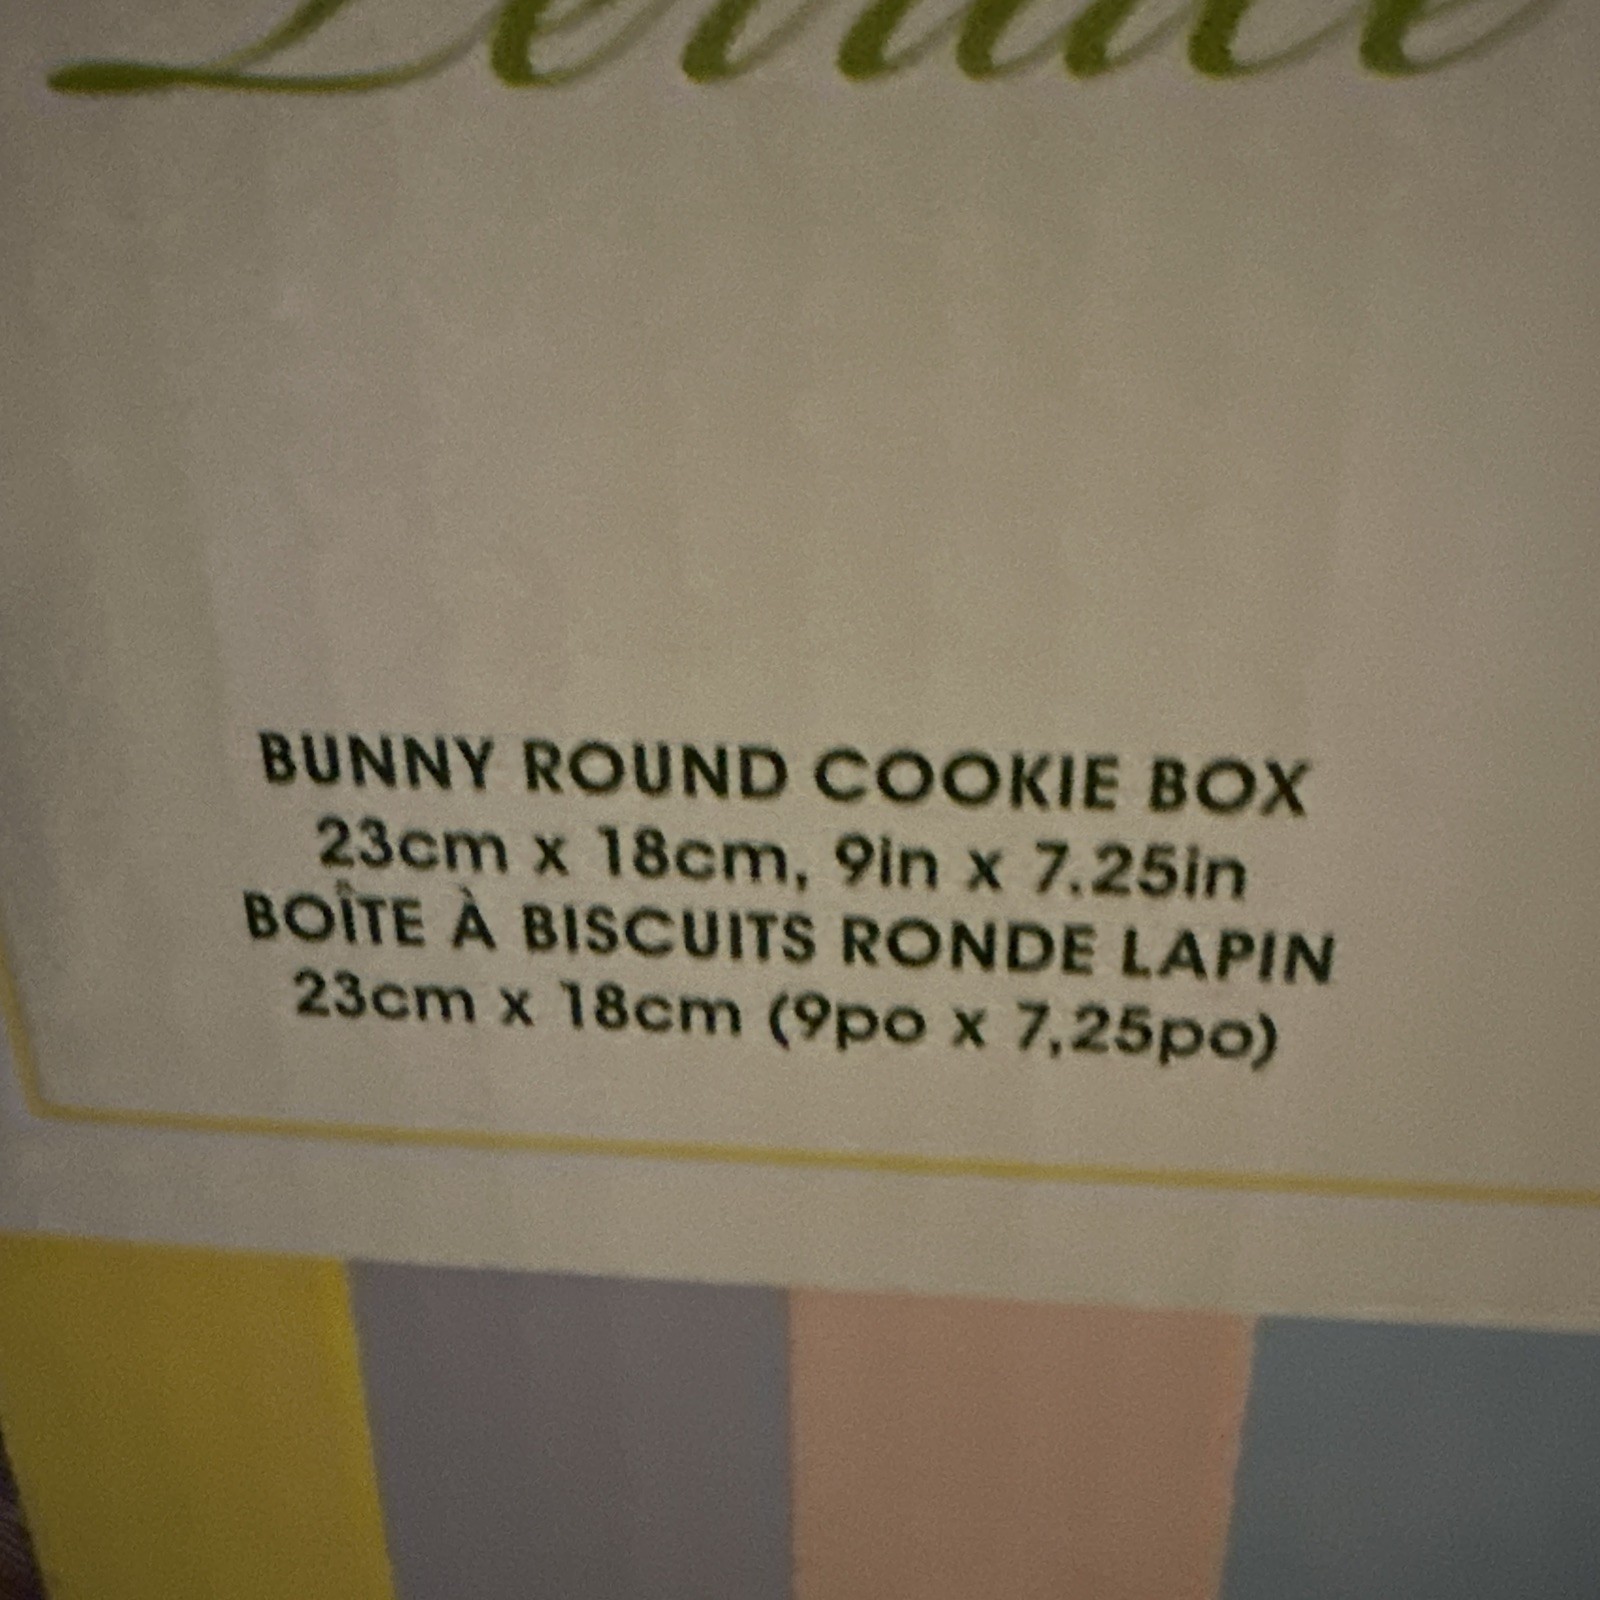 BUNNY ROUND COOKIE BOX
23cm x 18cm, 9in x 7.25in
BOÎTE À BISCUITS RONDE LAPIN
23cm x 18cm (9po x 7,25po)